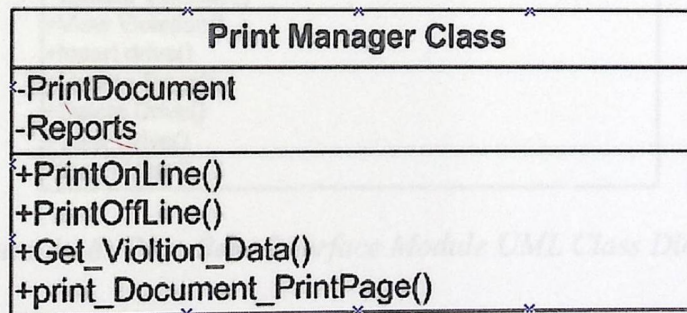 Print Manager Class
-PrintDocument
-Reports
+PrintOnLine()
+PrintOffLine()
+Get_Violtion_Data()
+print_Document_PrintPage()